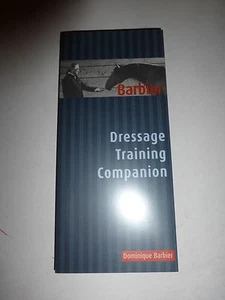 Barbier
Dressage
Training
Companion
Dominique Barbier